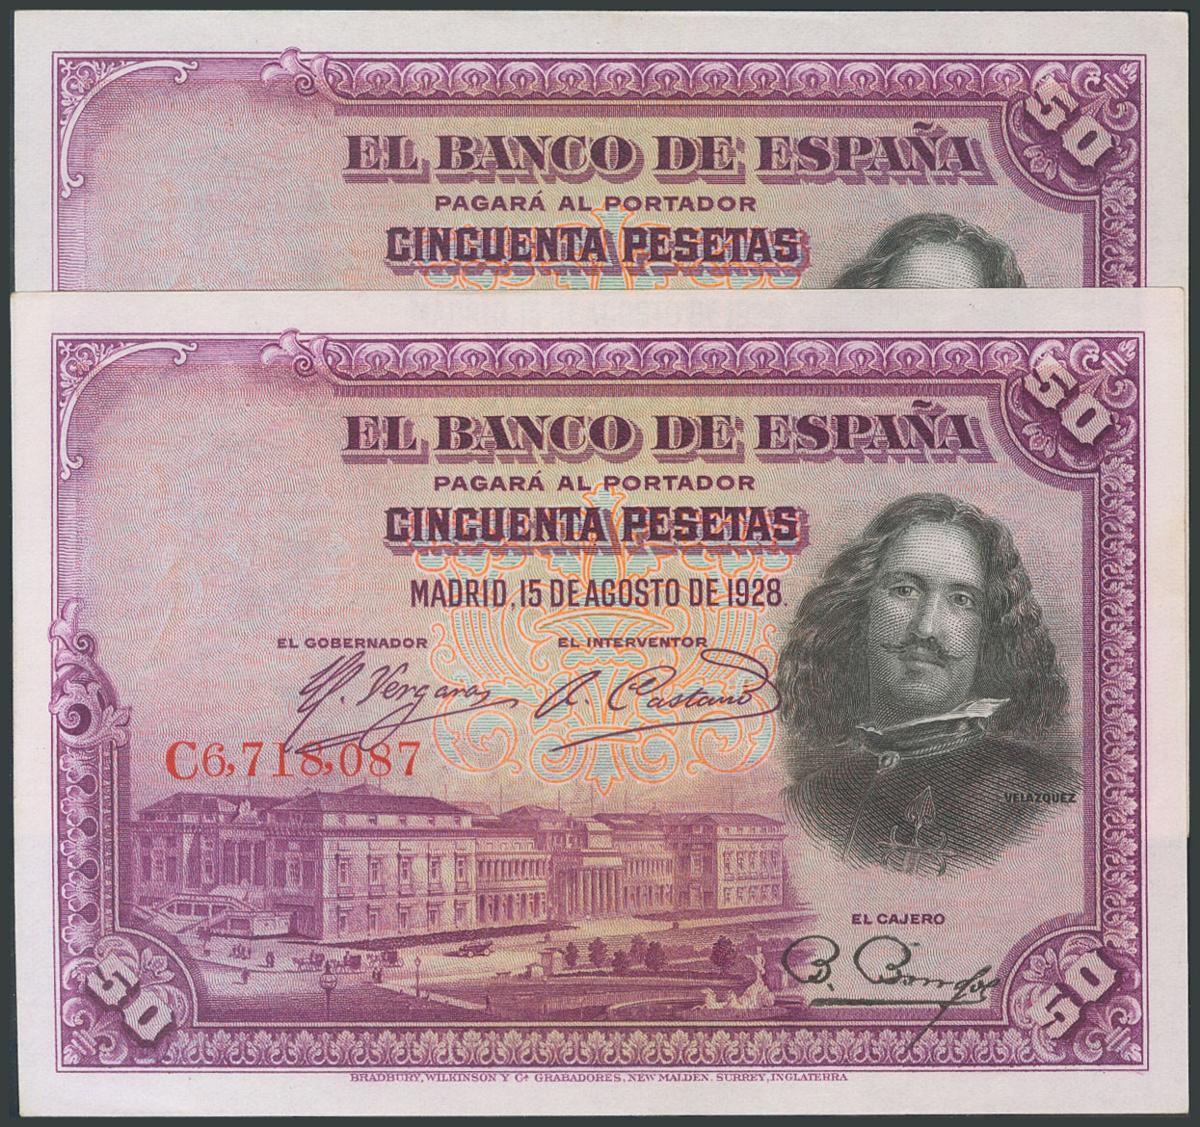 50
EL BANCO DE ESPAÑA
PAGARÁ AL PORTADOR
CINCUENTA PESETAS
50
EL BANCO DE ESPAÑA
PAGARÁ AL PORTADOR
CINCUENTA PESETAS
MADRID, 15 DE AGOSTO DE 1928.
EL GOBERNADOR EL INTERVENTOR
C6,718,087
VELAZQUEZ
EL CAJERO
50 50
BRADBURY, WILKINSON Y Cª GRABADORES, NEW MALDEN, SURREY, INGLATERRA